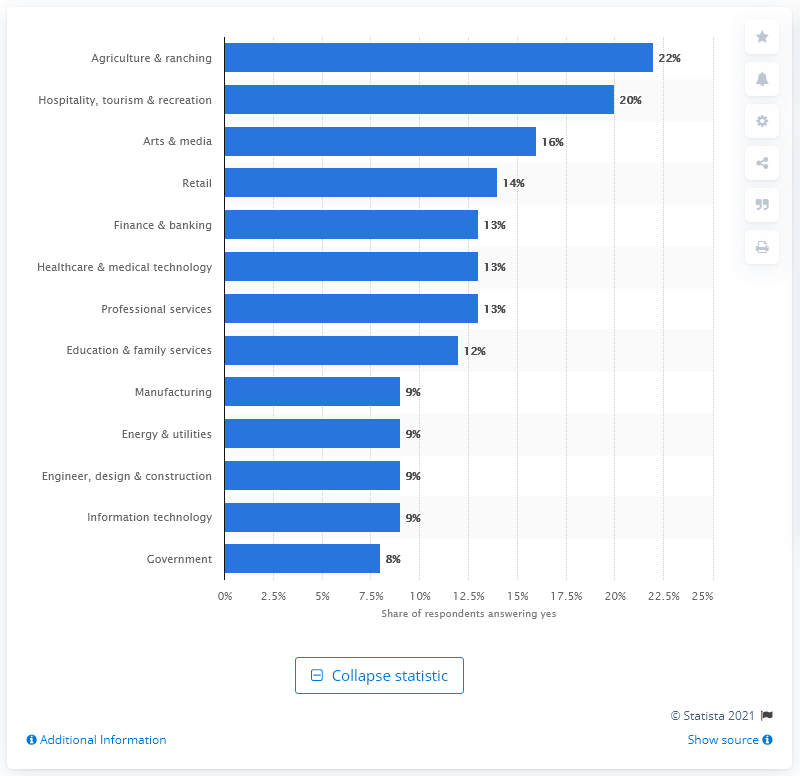 Agriculture & ranching 22%
Hospitality, tourism & recreation 20%
Arts & media 16%
Retail 14%
Finance & banking 13%
Healthcare & medical technology 13%
Professional services 13%
Education & family services 12%
Manufacturing 9%
Energy & utilities 9%
Engineer, design & construction 9%
Information technology 9%
Government 8%
0% 2.5% 5% 7.5% 10% 12.5% 15% 17.5% 20% 22.5% 25%
Share of respondents answering yes
Collapse statistic
© Statista 2021
Additional Information
Show source